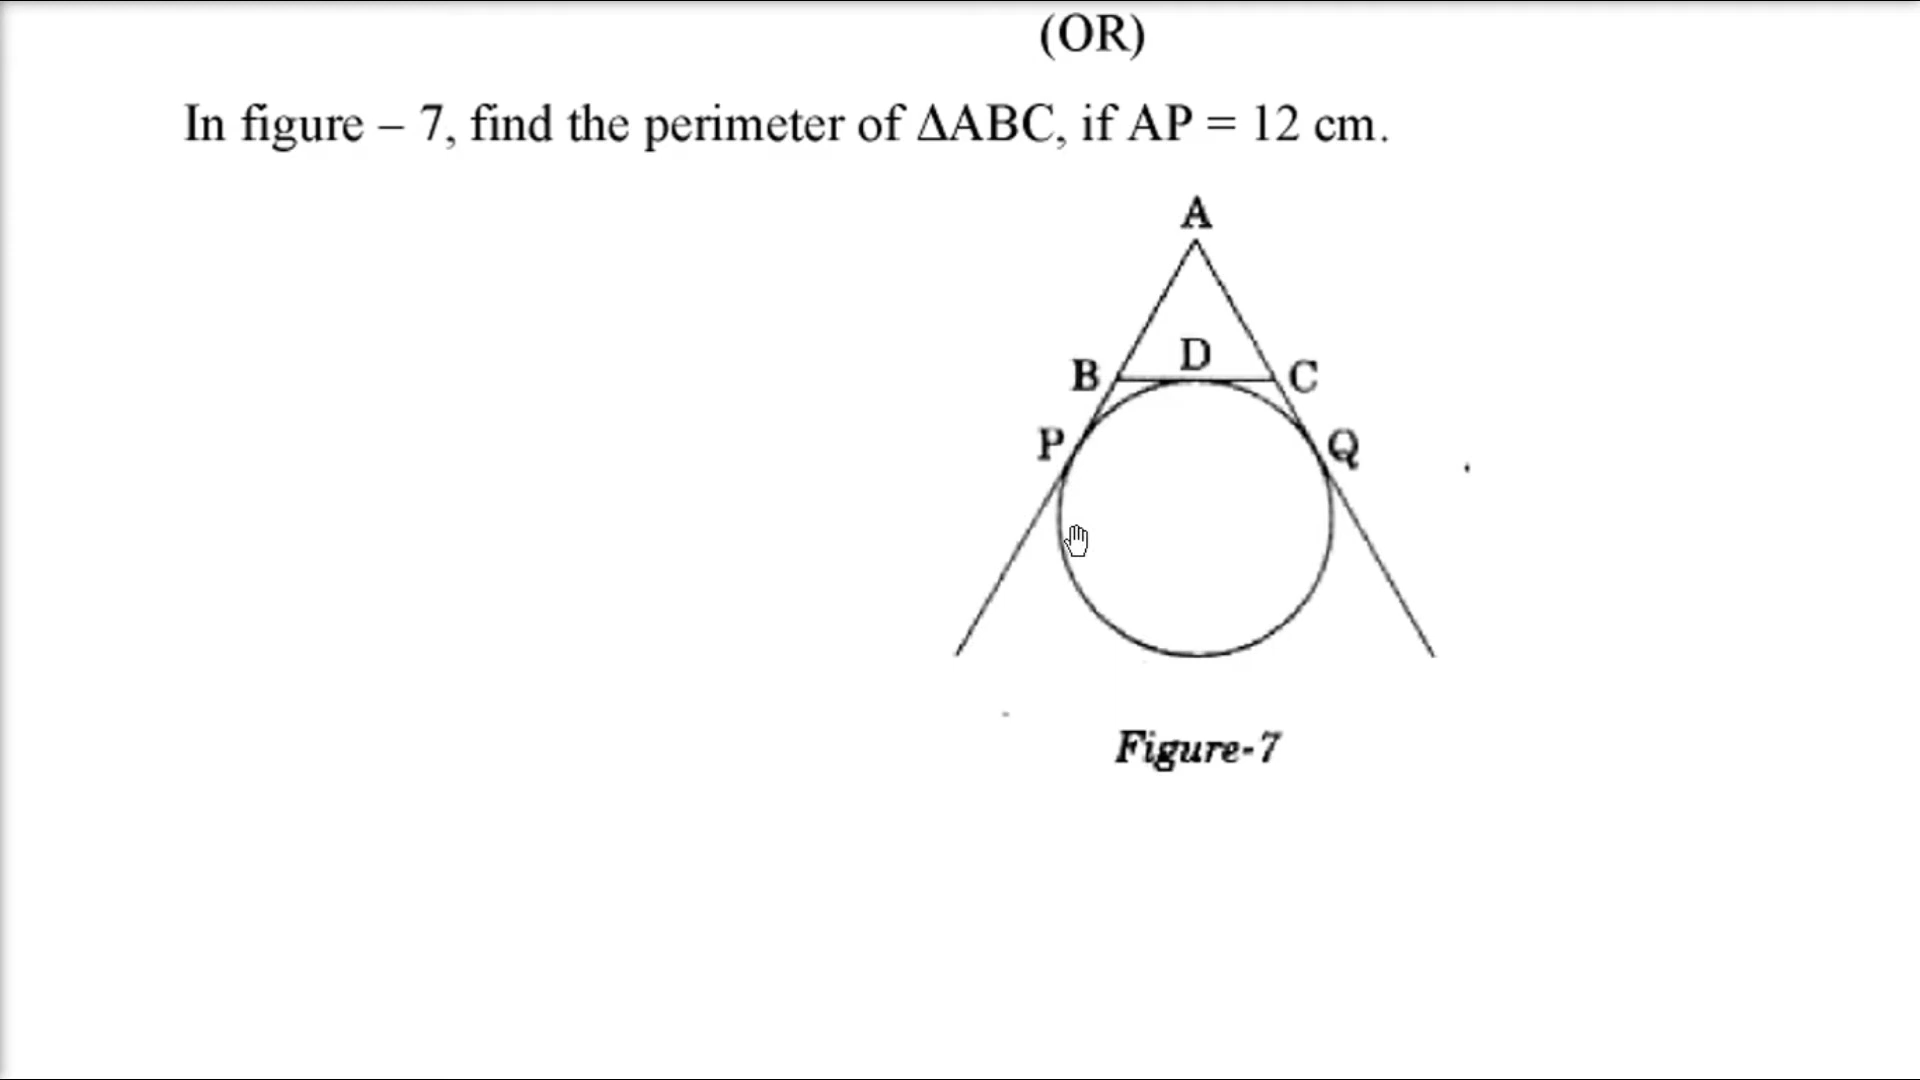 (OR)
In figure – 7, find the perimeter of ΔABC, if AP = 12 cm.
A
B D C
P Q
Figure-7